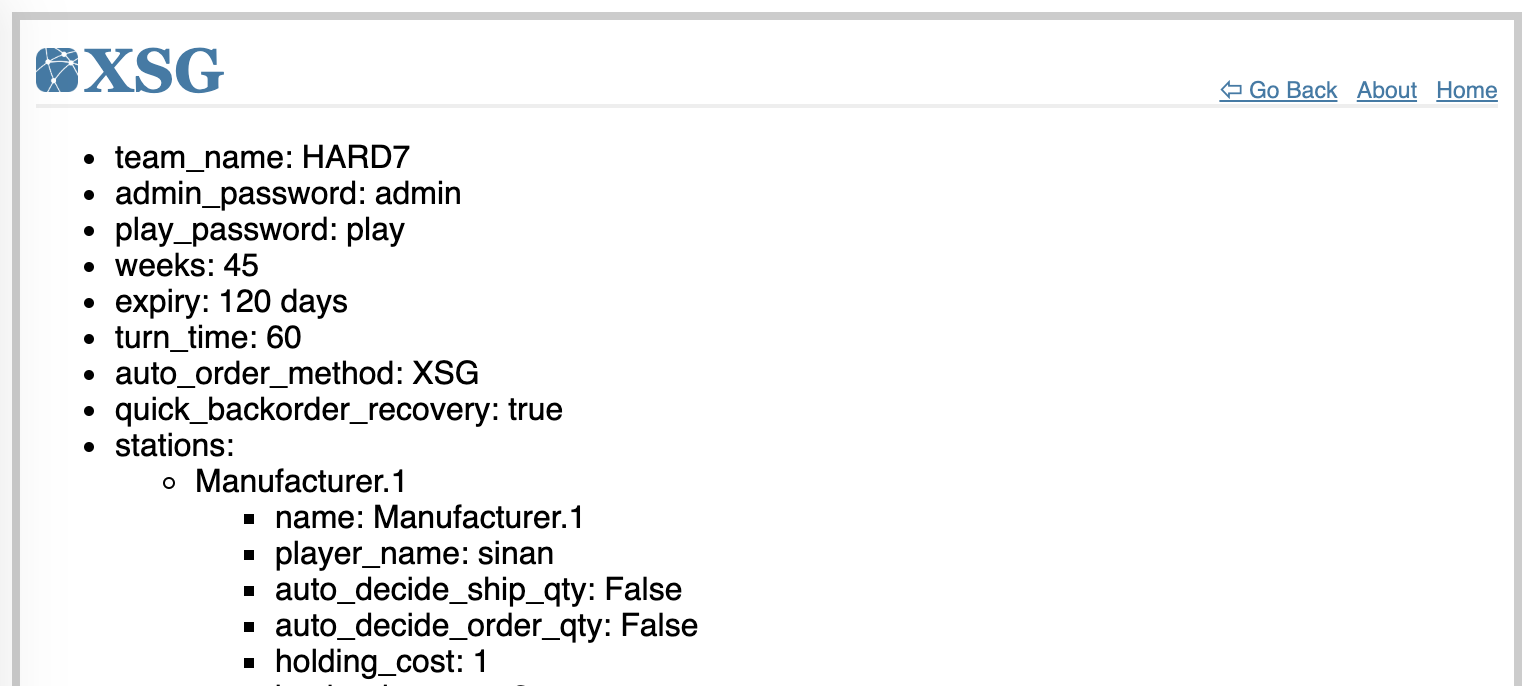 XSG
⇦ Go Back About Home
team_name: HARD7
admin_password: admin
play_password: play
weeks: 45
expiry: 120 days
turn_time: 60
auto_order_method: XSG
quick_backorder_recovery: true
stations:
Manufacturer.1
name: Manufacturer.1
player_name: sinan
auto_decide_ship_qty: False
auto_decide_order_qty: False
holding_cost: 1